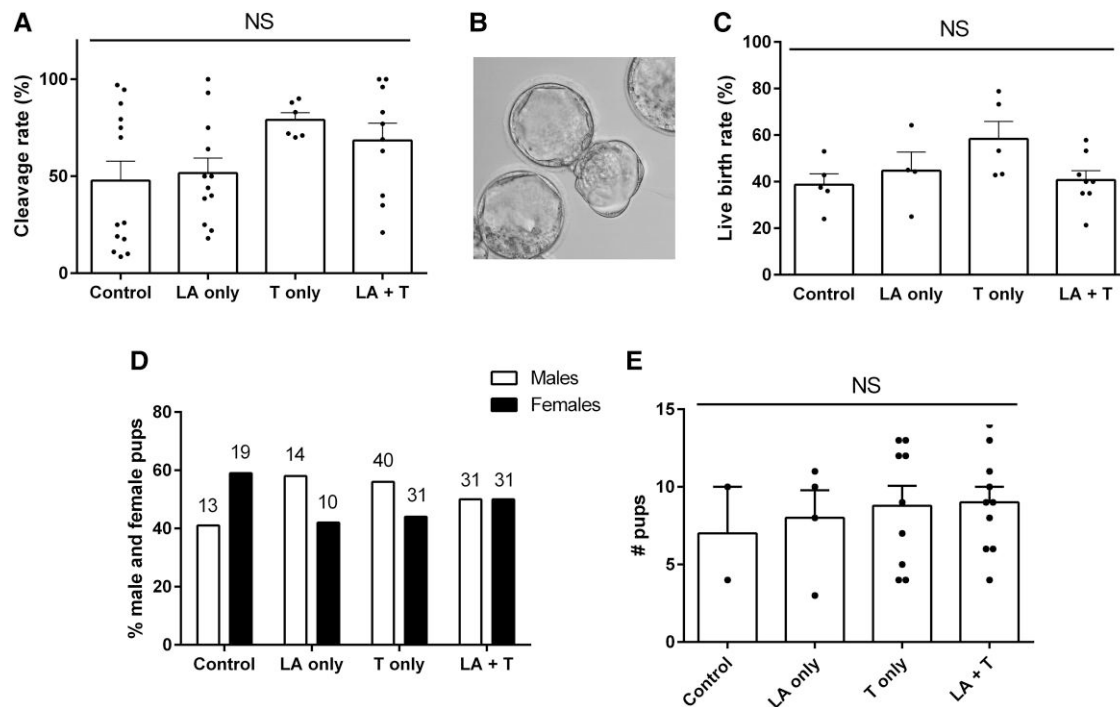 A
NS
Cleavage rate (%)
100
50
0
Control LA only T only LA + T
B
C
NS
Live birth rate (%)
100
80
60
40
20
0
Control LA only T only LA + T
D
Males
Females
% male and female pups
80
60
40
20
0
13 19 14 10 40 31 31 31
Control LA only T only LA + T
E
NS
# pups
15
10
5
0
Control LA only T only LA + T